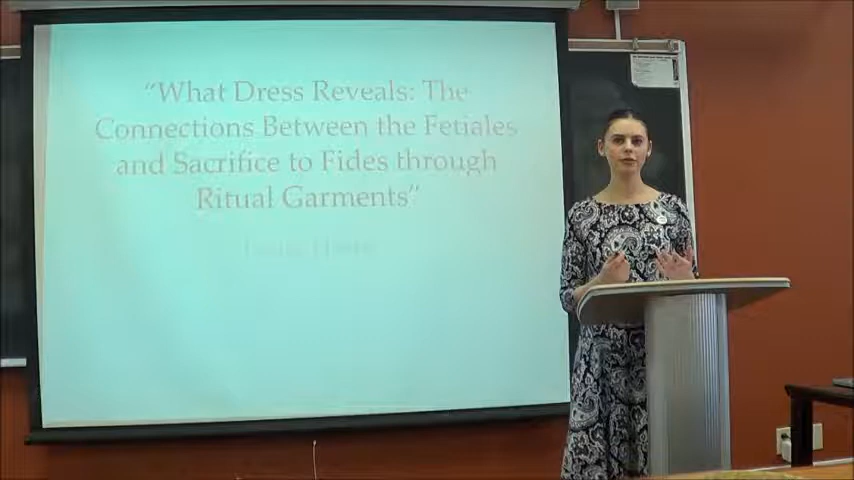 “What Dress Reveals: The
Connections Between the Fetiales
and Sacrifice to Fides through
Ritual Garments”